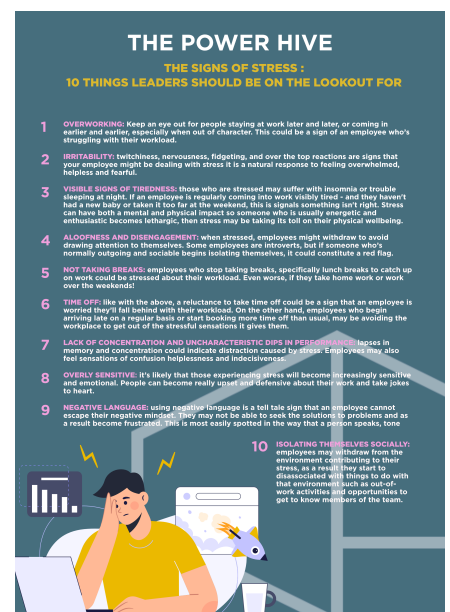 THE POWER HIVE
THE SIGNS OF STRESS :
10 THINGS LEADERS SHOULD BE ON THE LOOKOUT FOR
1 OVERWORKING: Keep an eye out for people staying at work later and later, or coming in
earlier and earlier, especially when out of character. This could be a sign of an employee who's
struggling with their workload.
2 IRRITABILITY: twitchiness, nervousness, fidgeting, and over the top reactions are signs that
your employee might be dealing with stress it is a natural response to feeling overwhelmed,
helpless and fearful.
3 VISIBLE SIGNS OF TIREDNESS: those who are stressed may suffer with insomnia or trouble
sleeping at night. If an employee is regularly coming into work visibly tired - and they haven't
had a new baby or taken it too far at the weekend, this is signals something isn't right. Stress
can have both a mental and physical impact so someone who is usually energetic and
enthusiastic becomes lethargic, then stress may be taking its toll on their physical wellbeing.
4 ALOOFNESS AND DISENGAGEMENT: when stressed, employees might withdraw to avoid
drawing attention to themselves. Some employees are introverts, but if someone who's
normally outgoing and sociable begins isolating themselves, it could constitute a red flag.
5 NOT TAKING BREAKS: employees who stop taking breaks, specifically lunch breaks to catch up
on work could be stressed about their workload. Even worse, if they take home work or work
over the weekends!
6 TIME OFF: like with the above, a reluctance to take time off could be a sign that an employee is
worried they'll fall behind with their workload. On the other hand, employees who begin
arriving late on a regular basis or start booking more time off than usual, may be avoiding the
workplace to get out of the stressful sensations it gives them.
7 LACK OF CONCENTRATION AND UNCHARACTERISTIC DIPS IN PERFORMANCE: lapses in
memory and concentration could indicate distraction caused by stress. Employees may also
feel sensations of confusion helplessness and indecisiveness.
8 OVERLY SENSITIVE: it's likely that those experiencing stress will become increasingly sensitive
and emotional. People can become really upset and defensive about their work and take jokes
to heart.
9 NEGATIVE LANGUAGE: using negative language is a tell tale sign that an employee cannot
escape their negative mindset. They may not be able to seek the solutions to problems and as
a result become frustrated. This is most easily spotted in the way that a person speaks, tone
10 ISOLATING THEMSELVES SOCIALLY:
employees may withdraw from the
environment contributing to their
stress, as a result they start to
disassociated with things to do with
that environment such as out-of-
work activities and opportunities to
get to know members of the team.